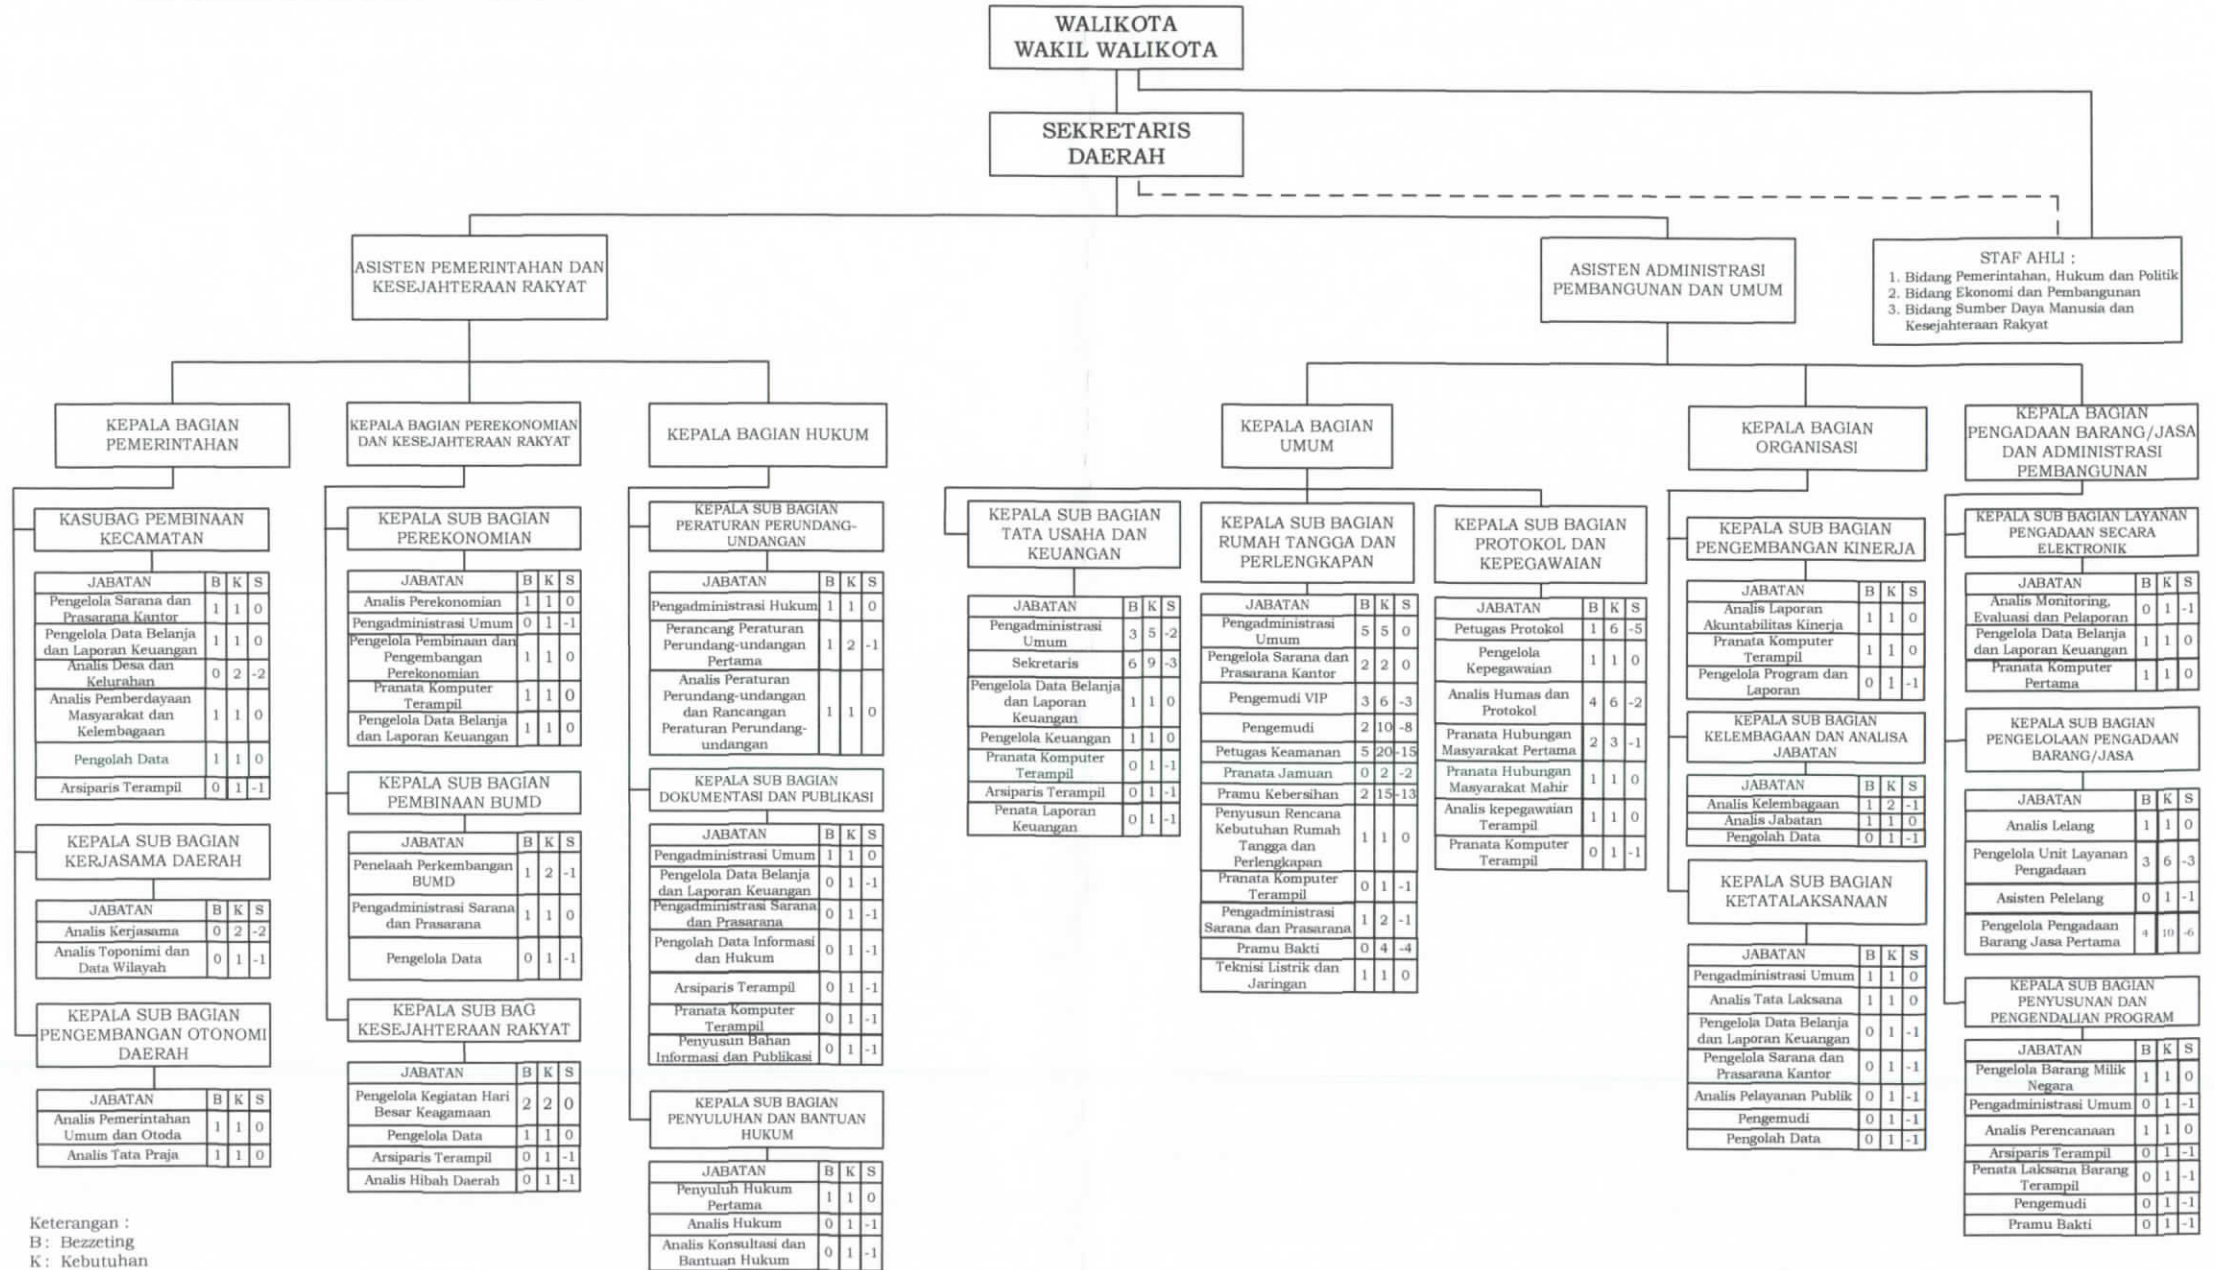 WALIKOTA
WAKIL WALIKOTA
SEKRETARIS
DAERAH
ASISTEN PEMERINTAHAN DAN
KESEJAHTERAAN RAKYAT
ASISTEN ADMINISTRASI
PEMBANGUNAN DAN UMUM
STAF AHLI :
1. Bidang Pemerintahan, Hukum dan Politik
2. Bidang Ekonomi dan Pembangunan
3. Bidang Sumber Daya Manusia dan
Kesejahteraan Rakyat
KEPALA BAGIAN
PEMERINTAHAN
KASUBAG PEMBINAAN
KECAMATAN
JABATAN B K S
Pengelola Sarana dan
Prasarana Kantor 1 1 0
Pengelola Data Belanja
dan Laporan Keuangan 1 1 0
Analis Desa dan
Kelurahan 0 2 -2
Analis Pemberdayaan
Masyarakat dan
Kelembagaan 1 1 0
Pengolah Data 1 1 0
Arsiparis Terampil 0 1 -1
KEPALA SUB BAGIAN
KERJASAMA DAERAH
JABATAN B K S
Analis Kerjasama 0 2 -2
Analis Toponimi dan
Data Wilayah 0 1 -1
KEPALA SUB BAGIAN
PENGEMBANGAN OTONOMI
DAERAH
JABATAN B K S
Analis Pemerintahan
Umum dan Otoda 1 1 0
Analis Tata Praja 1 1 0
KEPALA BAGIAN PEREKONOMIAN
DAN KESEJAHTERAAN RAKYAT
KEPALA SUB BAGIAN
PEREKONOMIAN
JABATAN B K S
Analis Perekonomian 1 1 0
Pengadministrasi Umum 0 1 -1
Pengelola Pembinaan dan
Pengembangan
Perekonomian 1 1 0
Pranata Komputer
Terampil 1 1 0
Pengelola Data Belanja
dan Laporan Keuangan 1 1 0
KEPALA SUB BAGIAN
PEMBINAAN BUMD
JABATAN B K S
Penelaah Perkembangan
BUMD 1 2 -1
Pengadministrasi Sarana
dan Prasarana 1 1 0
Pengelola Data 0 1 -1
KEPALA SUB BAG
KESEJAHTERAAN RAKYAT
JABATAN B K S
Pengelola Kegiatan Hari
Besar Keagamaan 2 2 0
Pengelola Data 1 1 0
Arsiparis Terampil 0 1 -1
Analis Hibah Daerah 0 1 -1
KEPALA BAGIAN HUKUM
KEPALA SUB BAGIAN
PERATURAN PERUNDANG-
UNDANGAN
JABATAN B K S
Pengadministrasi Hukum 1 1 0
Perancang Peraturan
Perundang-undangan
Pertama 1 2 -1
Analis Peraturan
Perundang-undangan
dan Rancangan
Peraturan Perundang-
undangan 1 1 0
KEPALA SUB BAGIAN
DOKUMENTASI DAN PUBLIKASI
JABATAN B K S
Pengadministrasi Umum 1 1 0
Pengelola Data Belanja
dan Laporan Keuangan 0 1 -1
Pengadministrasi Sarana
dan Prasarana 0 1 -1
Pengolah Data Informasi
dan Hukum 0 1 -1
Arsiparis Terampil 0 1 -1
Pranata Komputer
Terampil 0 1 -1
Penyusun Bahan
Informasi dan Publikasi 0 1 -1
KEPALA SUB BAGIAN
PENYULUHAN DAN BANTUAN
HUKUM
JABATAN B K S
Penyuluh Hukum
Pertama 1 1 0
Analis Hukum 0 1 -1
Analis Konsultasi dan
Bantuan Hukum 0 1 -1
KEPALA BAGIAN
UMUM
KEPALA SUB BAGIAN
TATA USAHA DAN
KEUANGAN
JABATAN B K S
Pengadministrasi
Umum 3 5 -2
Sekretaris 6 9 -3
Pengelola Data Belanja
dan Laporan
Keuangan 1 1 0
Pengelola Keuangan 1 1 0
Pranata Komputer
Terampil 0 1 -1
Arsiparis Terampil 0 1 -1
Penata Laporan
Keuangan 0 1 -1
KEPALA SUB BAGIAN
RUMAH TANGGA DAN
PERLENGKAPAN
JABATAN B K S
Pengadministrasi
Umum 5 5 0
Pengelola Sarana dan
Prasarana Kantor 2 2 0
Pengemudi VIP 3 6 -3
Pengemudi 2 10 -8
Petugas Keamanan 5 20 -15
Pranata Jamuan 0 2 -2
Pramu Kebersihan 2 15 -13
Penyusun Rencana
Kebutuhan Rumah
Tangga dan
Perlengkapan 1 1 0
Pranata Komputer
Terampil 0 1 -1
Pengadministrasi
Sarana dan Prasarana 1 2 -1
Pramu Bakti 0 4 -4
Teknisi Listrik dan
Jaringan 1 1 0
KEPALA SUB BAGIAN
PROTOKOL DAN
KEPEGAWAIAN
JABATAN B K S
Petugas Protokol 1 6 -5
Pengelola
Kepegawaian 1 1 0
Analis Humas dan
Protokol 4 6 -2
Pranata Hubungan
Masyarakat Pertama 2 3 -1
Pranata Hubungan
Masyarakat Mahir 1 1 0
Analis kepegawaian
Terampil 1 1 0
Pranata Komputer
Terampil 0 1 -1
KEPALA BAGIAN
ORGANISASI
KEPALA SUB BAGIAN
PENGEMBANGAN KINERJA
JABATAN B K S
Analis Laporan
Akuntabilitas Kinerja 1 1 0
Pranata Komputer
Terampil 1 1 0
Pengelola Program dan
Laporan 0 1 -1
KEPALA SUB BAGIAN
KELEMBAGAAN DAN ANALISA
JABATAN
JABATAN B K S
Analis Kelembagaan 1 2 -1
Analis Jabatan 1 1 0
Pengolah Data 0 1 -1
KEPALA SUB BAGIAN
KETATALAKSANAAN
JABATAN B K S
Pengadministrasi Umum 1 1 0
Analis Tata Laksana 1 1 0
Pengelola Data Belanja
dan Laporan Keuangan 0 1 -1
Pengelola Sarana dan
Prasarana Kantor 0 1 -1
Analis Pelayanan Publik 0 1 -1
Pengemudi 0 1 -1
Pengolah Data 0 1 -1
KEPALA BAGIAN
PENGADAAN BARANG/JASA
DAN ADMINISTRASI
PEMBANGUNAN
KEPALA SUB BAGIAN LAYANAN
PENGADAAN SECARA
ELEKTRONIK
JABATAN B K S
Analis Monitoring,
Evaluasi dan Pelaporan 0 1 -1
Pengelola Data Belanja
dan Laporan Keuangan 1 1 0
Pranata Komputer
Pertama 1 1 0
KEPALA SUB BAGIAN
PENGELOLAAN PENGADAAN
BARANG/JASA
JABATAN B K S
Analis Lelang 1 1 0
Pengelola Unit Layanan
Pengadaan 3 6 -3
Asisten Pelelang 0 1 -1
Pengelola Pengadaan
Barang Jasa Pertama 4 10 -6
KEPALA SUB BAGIAN
PENYUSUNAN DAN
PENGENDALIAN PROGRAM
JABATAN B K S
Pengelola Barang Milik
Negara 1 1 0
Pengadministrasi Umum 0 1 -1
Analis Perencanaan 1 1 0
Arsiparis Terampil 0 1 -1
Penata Laksana Barang
Terampil 0 1 -1
Pengemudi 0 1 -1
Pramu Bakti 0 1 -1
Keterangan :
B : Bezzeting
K : Kebutuhan